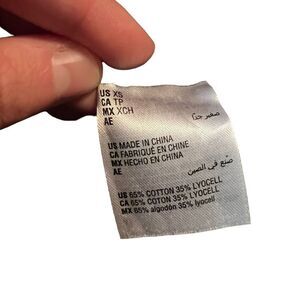 US XS
CA TP
MX XCH
AE صغير جدًا
US MADE IN CHINA
CA FABRIQUÉ EN CHINE
MX HECHO EN CHINA
AE صنع في الصين
US 65% COTTON 35% LYOCELL
CA 65% COTON 35% LYOCELL
MX 65% algodón 35% lyocell